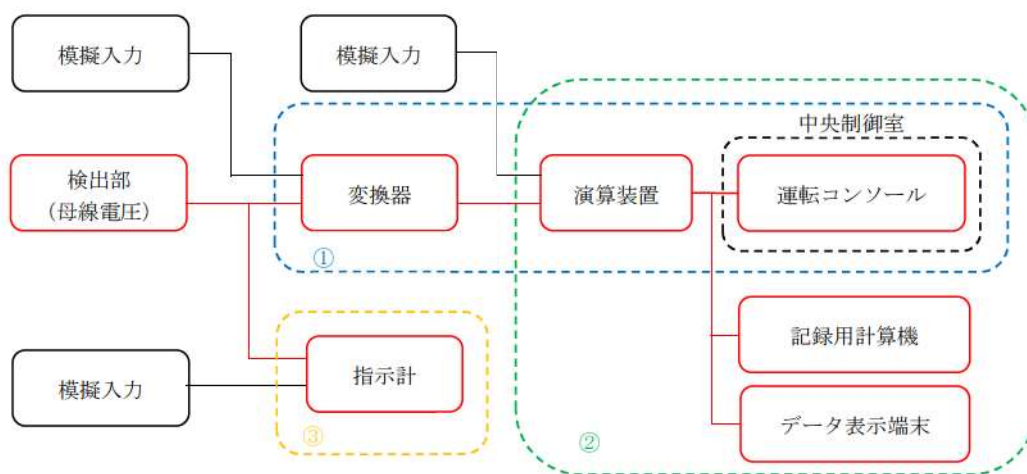 模擬入力
模擬入力
中央制御室
検出部
(母線電圧)
変換器
演算装置
運転コンソール
①
記録用計算機
指示計
模擬入力
データ表示端末
③
②